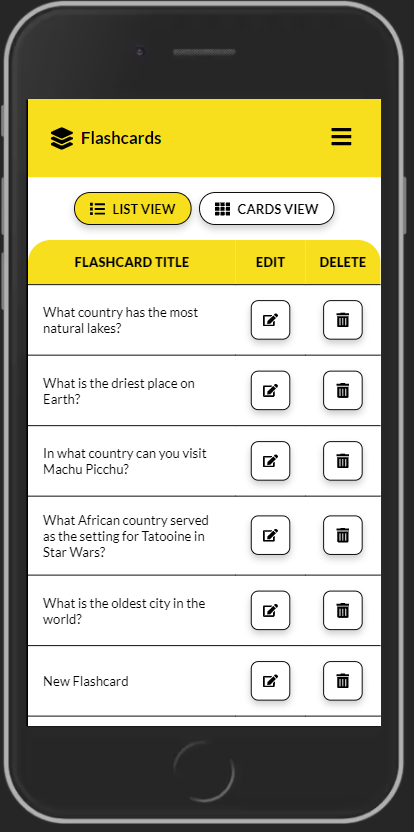 Flashcards
LIST VIEW CARDS VIEW
FLASHCARD TITLE EDIT DELETE
What country has the most
natural lakes?
What is the driest place on
Earth?
In what country can you visit
Machu Picchu?
What African country served
as the setting for Tatooine in
Star Wars?
What is the oldest city in the
world?
New Flashcard